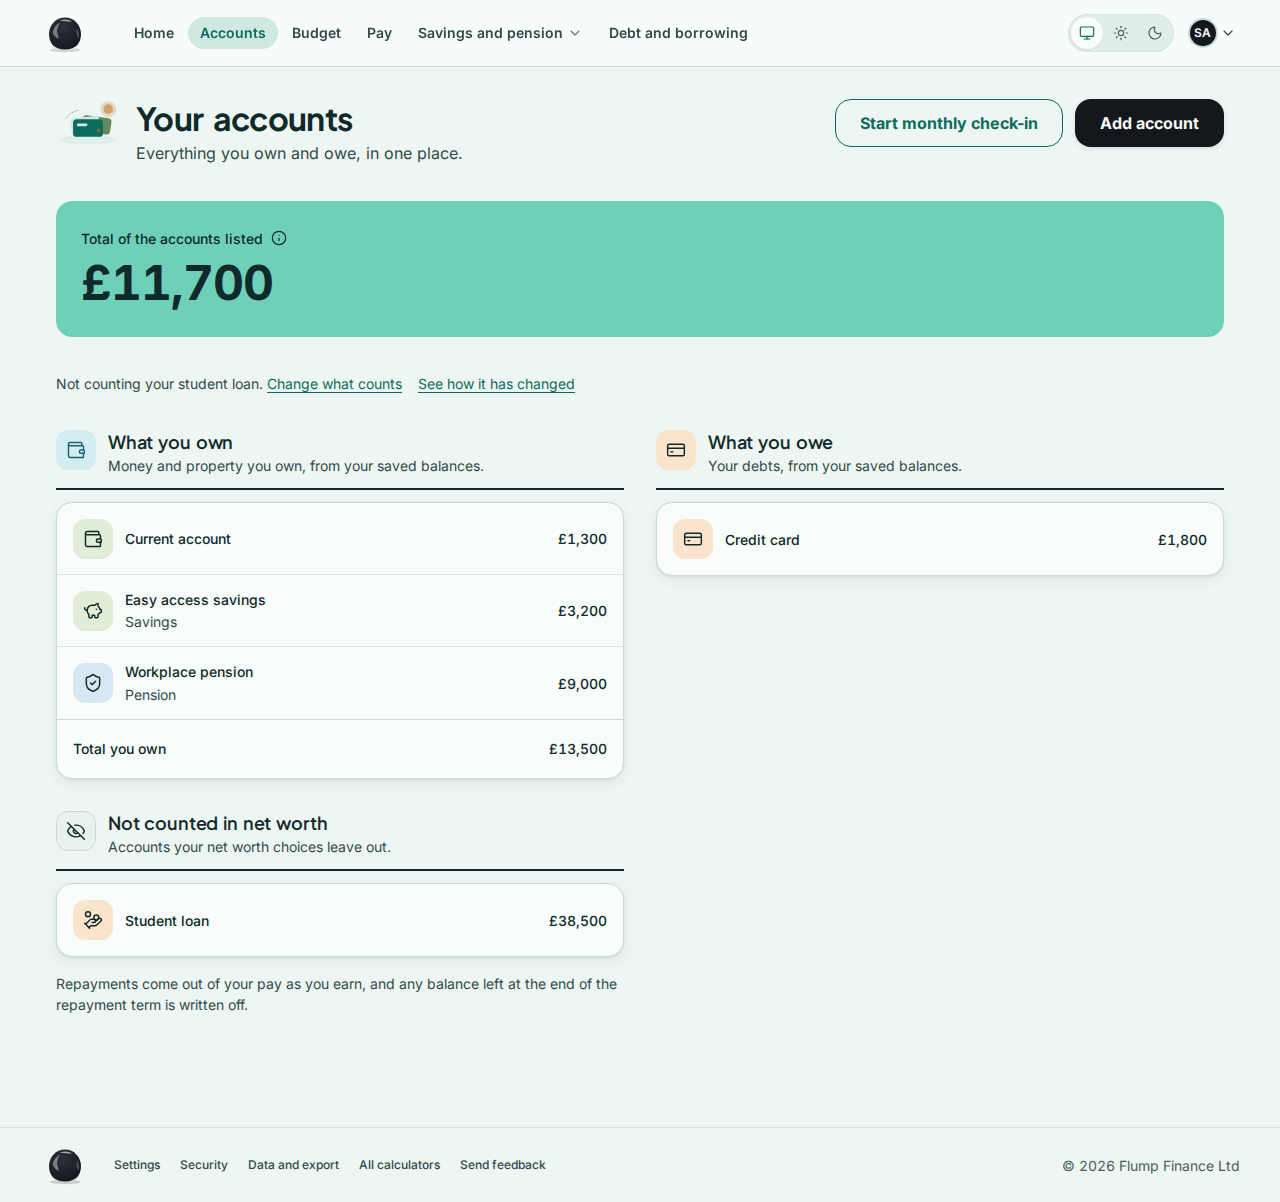 Home
Accounts
Budget
Pay
Savings and pension
Debt and borrowing
SA
Your accounts
Everything you own and owe, in one place.
Start monthly check-in
Add account
Total of the accounts listed
£11,700
Not counting your student loan. Change what counts See how it has changed
What you own
Money and property you own, from your saved balances.
Current account £1,300
Easy access savings
Savings
£3,200
Workplace pension
Pension
£9,000
Total you own £13,500
What you owe
Your debts, from your saved balances.
Credit card £1,800
Not counted in net worth
Accounts your net worth choices leave out.
Student loan £38,500
Repayments come out of your pay as you earn, and any balance left at the end of the
repayment term is written off.
Settings
Security
Data and export
All calculators
Send feedback
© 2026 Flump Finance Ltd